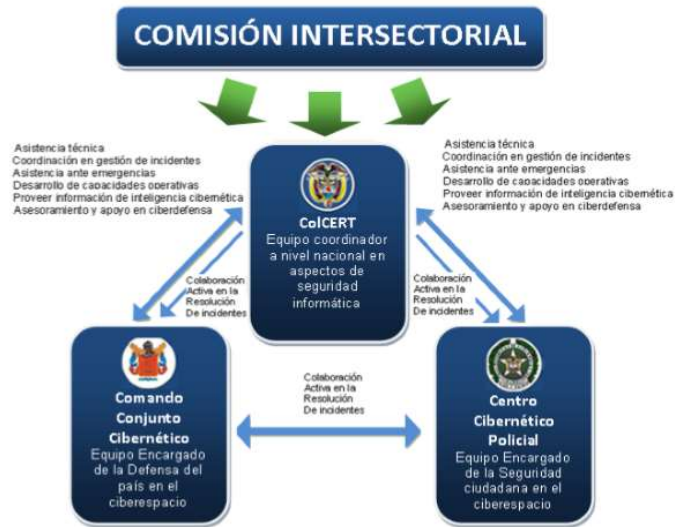 COMISIÓN INTERSECTORIAL
Asistencia técnica
Coordinación en gestión de incidentes
Asistencia ante emergencias
Desarrollo de capacidades operativas
Proveer información de inteligencia cibernética
Asesoramiento y apoyo en ciberdefensa
Asistencia técnica
Coordinación en gestión de incidentes
Asistencia ante emergencias
Desarrollo de capacidades operativas
Proveer información de inteligencia cibernética
Asesoramiento y apoyo en ciberdefensa
ColCERT
Equipo coordinador
a nivel nacional en
aspectos de
seguridad
informática
Colaboración
Activa en la
Resolución
De incidentes
Colaboración
Activa en la
Resolución
De incidentes
Comando
Conjunto
Cibernético
Equipo Encargado
de la Defensa del
país en el
ciberespacio
Colaboración
Activa en la
Resolución
De incidentes
Centro
Cibernético
Policial
Equipo Encargado
de la Seguridad
ciudadana en el
ciberespacio